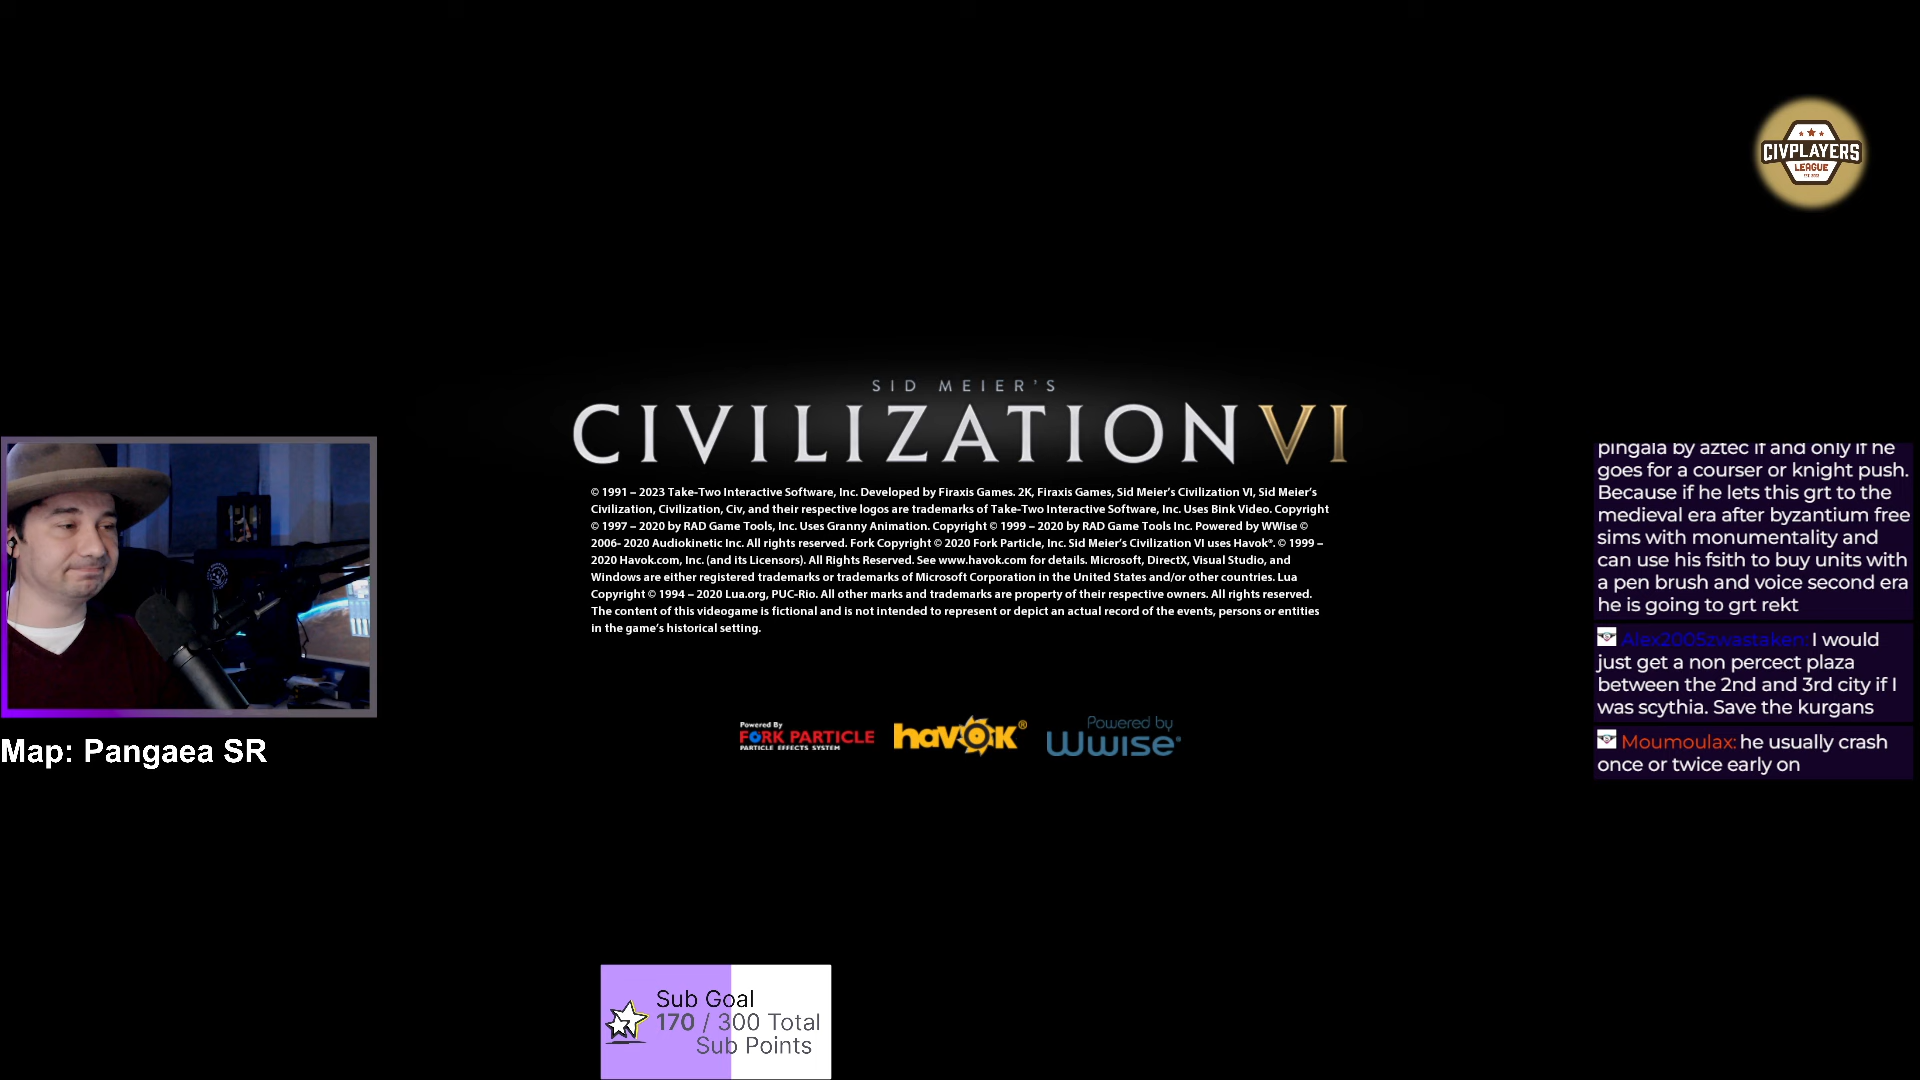 CIVPLAYERS
LEAGUE
SID MEIER'S
CIVILIZATION VI
© 1991 – 2023 Take-Two Interactive Software, Inc. Developed by Firaxis Games. 2K, Firaxis Games, Sid Meier's Civilization VI, Sid Meier's
Civilization, Civilization, Civ, and their respective logos are trademarks of Take-Two Interactive Software, Inc. Uses Bink Video. Copyright
© 1997 – 2020 by RAD Game Tools, Inc. Uses Granny Animation. Copyright © 1999 – 2020 by RAD Game Tools Inc. Powered by WWise ©
2006- 2020 Audiokinetic Inc. All rights reserved. Fork Copyright © 2020 Fork Particle, Inc. Sid Meier's Civilization VI uses Havok®. © 1999 –
2020 Havok.com, Inc. (and its Licensors). All Rights Reserved. See www.havok.com for details. Microsoft, DirectX, Visual Studio, and
Windows are either registered trademarks or trademarks of Microsoft Corporation in the United States and/or other countries. Lua
Copyright © 1994 – 2020 Lua.org, PUC-Rio. All other marks and trademarks are property of their respective owners. All rights reserved.
The content of this videogame is fictional and is not intended to represent or depict an actual record of the events, persons or entities
in the game's historical setting.
Powered By
FORK PARTICLE
PARTICLE EFFECTS SYSTEM
havok®
Powered by
Wwise®
Map: Pangaea SR
pingala by aztec if and only if he
goes for a courser or knight push.
Because if he lets this grt to the
medieval era after byzantium free
sims with monumentality and
can use his fsith to buy units with
a pen brush and voice second era
he is going to grt rekt
Alex2005zwastaken: I would
just get a non percect plaza
between the 2nd and 3rd city if I
was scythia. Save the kurgans
Moumoulax: he usually crash
once or twice early on
Sub Goal
170 / 300 Total
Sub Points